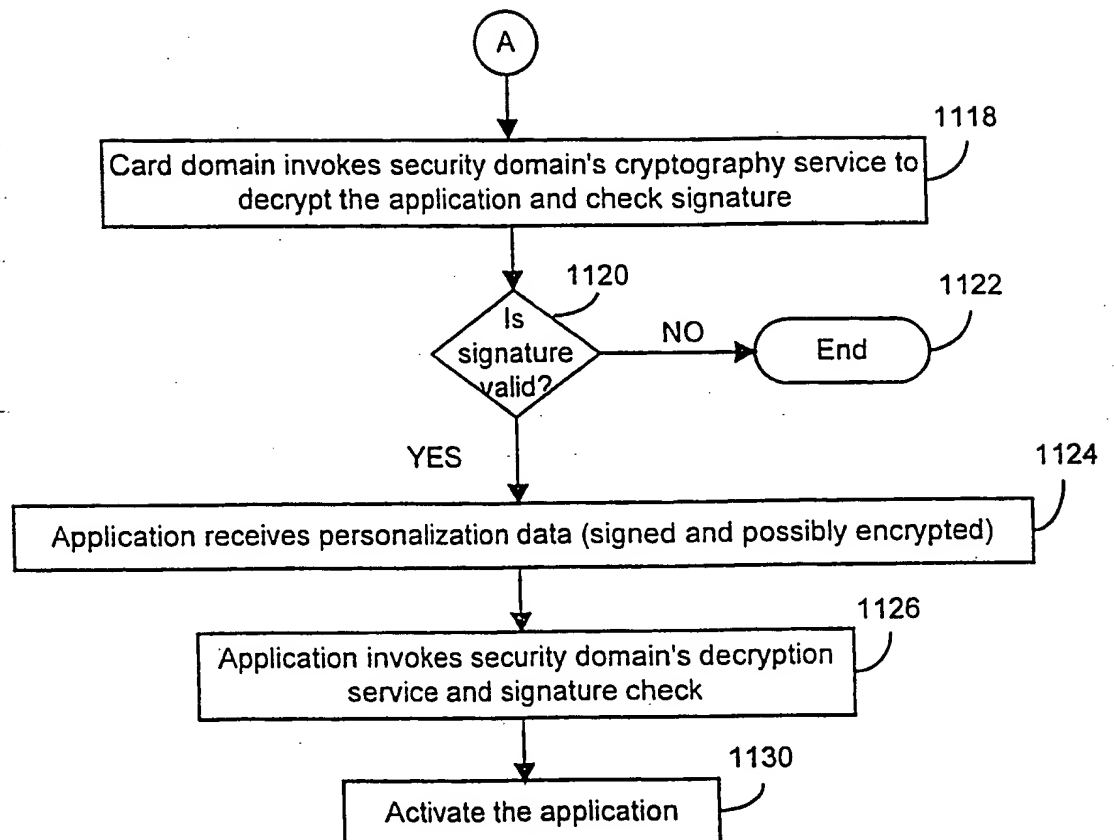 A
1118
Card domain invokes security domain's cryptography service to
decrypt the application and check signature
1120
Is
signature
valid?
NO
1122
End
YES
1124
Application receives personalization data (signed and possibly encrypted)
1126
Application invokes security domain's decryption
service and signature check
1130
Activate the application